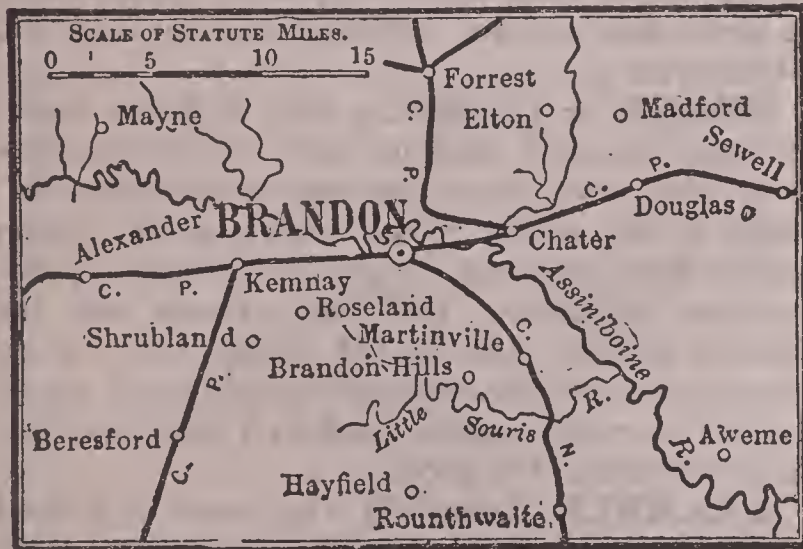 SCALE OF STATUTE MILES.
0 5 10 15
Forrest
Mayne
Elton
Madford
C.
P.
Sewell
C. P.
Douglas
Alexander
BRANDON
Chater
C. P.
Kemnay
Assiniboine
Roseland
Shrubland
Martinville
C.
Brandon Hills
P.
Little Souris R.
Beresford
C.
N.
R.
Aweme
Hayfield
Rounthwaite